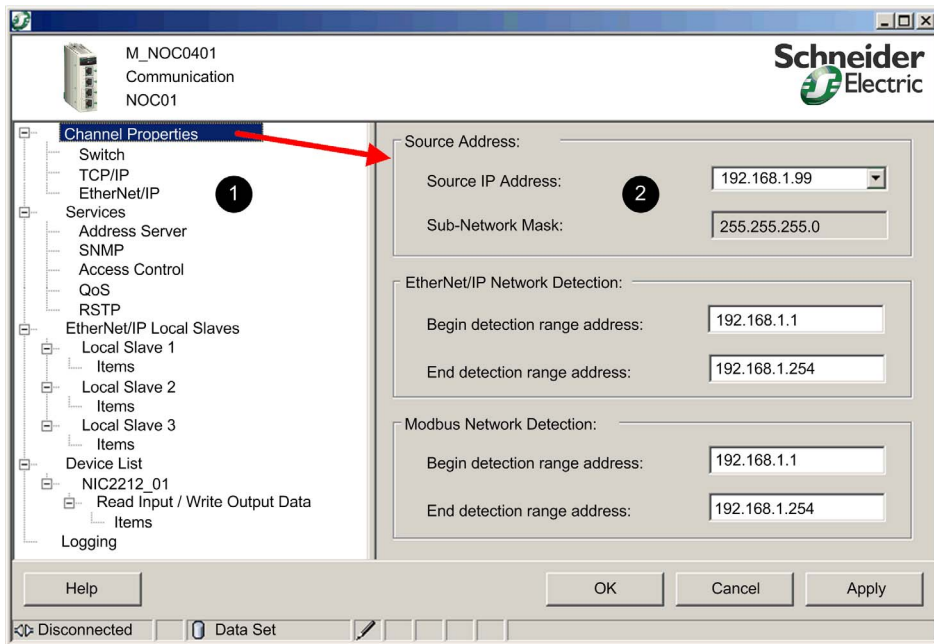 M_NOC0401
Communication
NOC01
Schneider
Electric
Channel Properties
Switch
TCP/IP
EtherNet/IP
1
Services
Address Server
SNMP
Access Control
QoS
RSTP
EtherNet/IP Local Slaves
Local Slave 1
Items
Local Slave 2
Items
Local Slave 3
Items
Device List
NIC2212_01
Read Input / Write Output Data
Items
Logging
Source Address:
Source IP Address: 2 192.168.1.99
Sub-Network Mask: 255.255.255.0
EtherNet/IP Network Detection:
Begin detection range address: 192.168.1.1
End detection range address: 192.168.1.254
Modbus Network Detection:
Begin detection range address: 192.168.1.1
End detection range address: 192.168.1.254
Help OK Cancel Apply
Disconnected Data Set